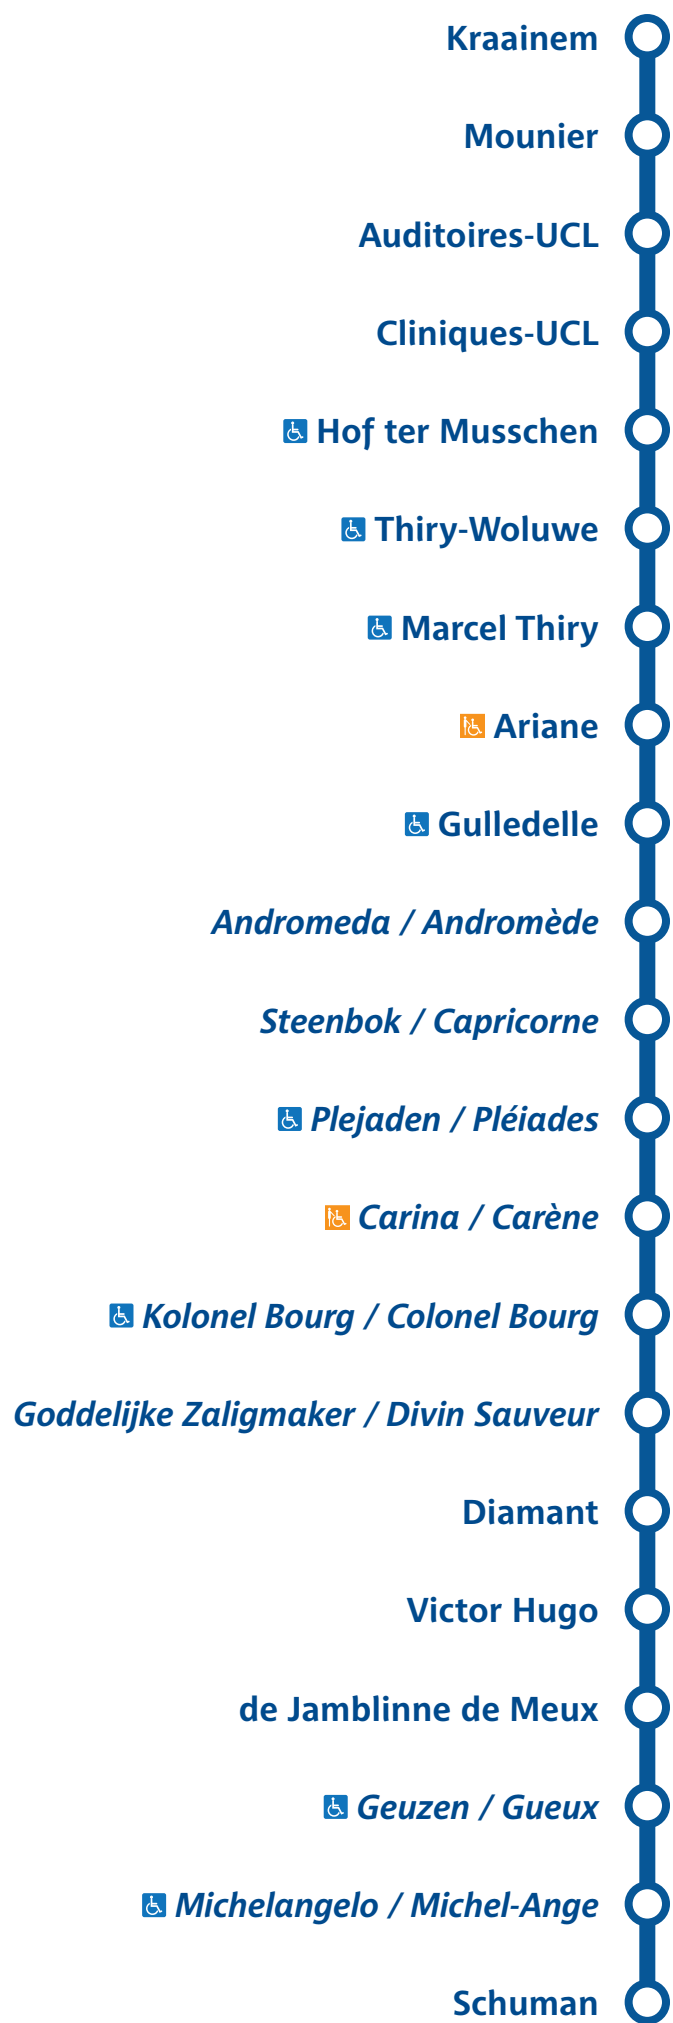 Kraainem
Mounier
Auditoires-UCL
Cliniques-UCL
Hof ter Musschen
Thiry-Woluwe
Marcel Thiry
Ariane
Gulledelle
Andromeda / Andromède
Steenbok / Capricorne
Plejaden / Pléiades
Carina / Carène
Kolonel Bourg / Colonel Bourg
Goddelijke Zaligmaker / Divin Sauveur
Diamant
Victor Hugo
de Jamblinne de Meux
Geuzen / Gueux
Michelangelo / Michel-Ange
Schuman